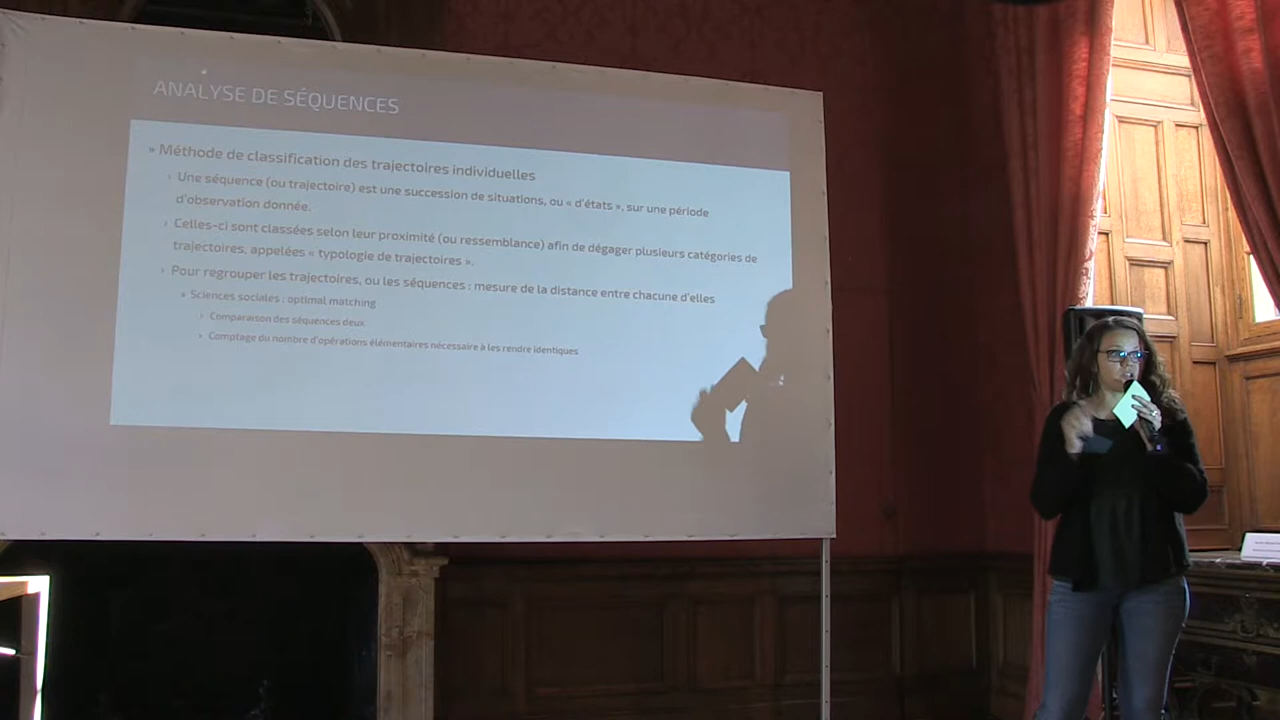 ANALYSE DE SÉQUENCES
» Méthode de classification des trajectoires individuelles
› Une séquence (ou trajectoire) est une succession de situations, ou « d'états », sur une période
d'observation donnée.
› Celles-ci sont classées selon leur proximité (ou ressemblance) afin de dégager plusieurs catégories de
trajectoires, appelées « typologie de trajectoires ».
› Pour regrouper les trajectoires, ou les séquences : mesure de la distance entre chacune d'elles
» Sciences sociales : optimal matching
› Comparaison des séquences deux
› Comptage du nombre d'opérations élémentaires nécessaire à les rendre identiques